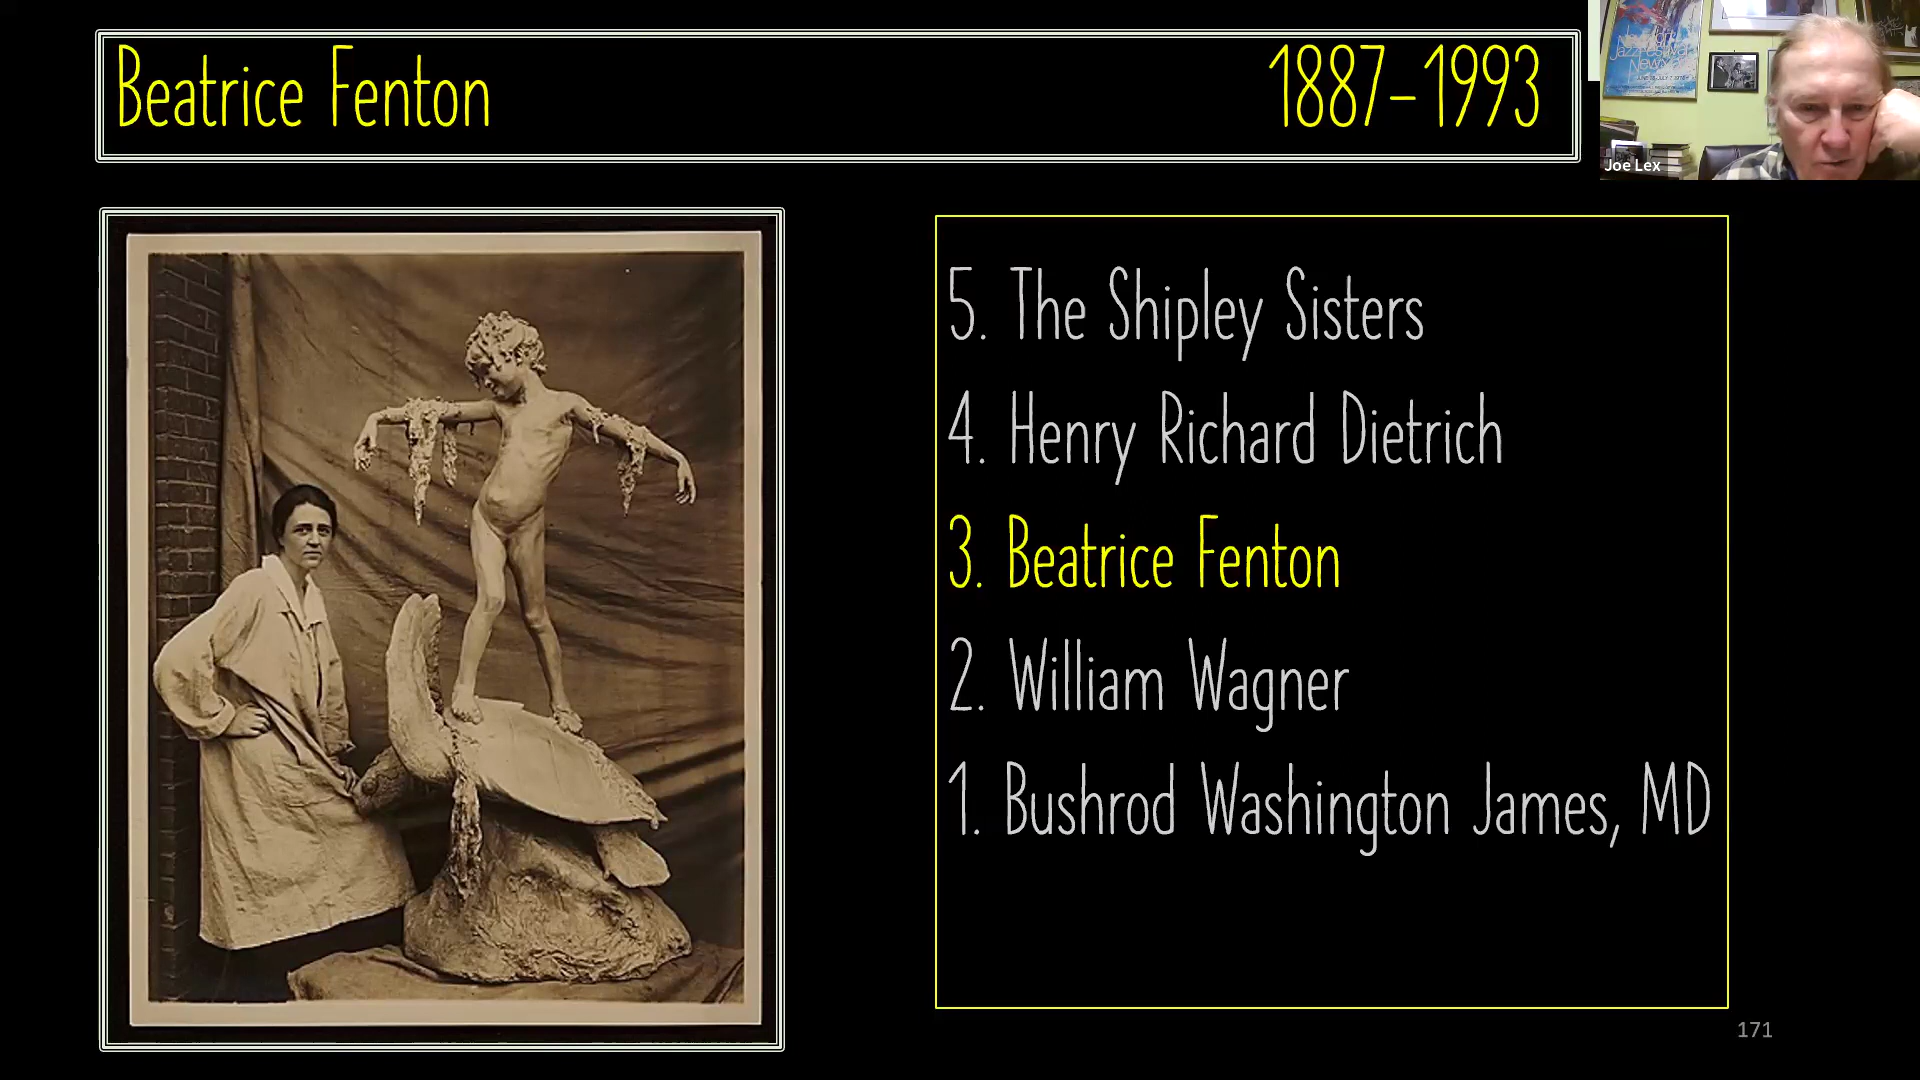 Beatrice Fenton 1887–1993
Joe Lex
5. The Shipley Sisters
4. Henry Richard Dietrich
3. Beatrice Fenton
2. William Wagner
1. Bushrod Washington James, MD
171